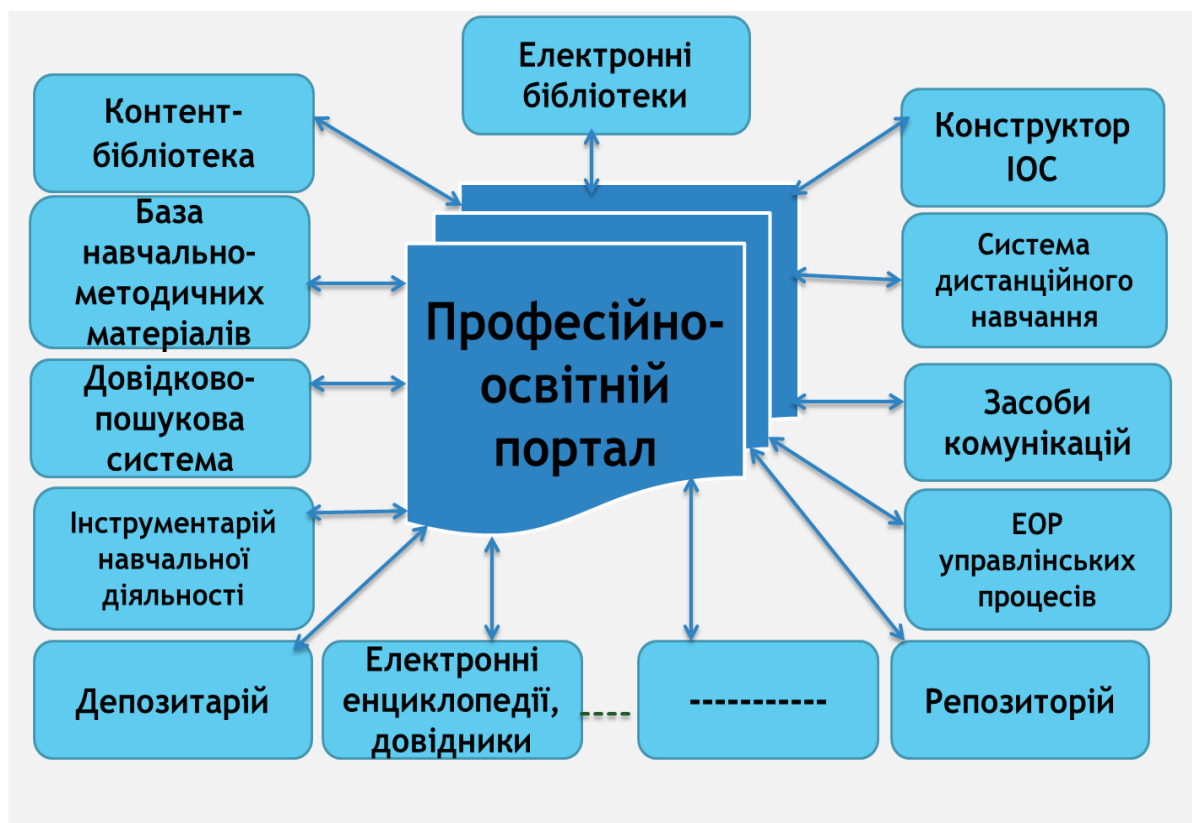 Електронні
бібліотеки
Контент-
бібліотека
Конструктор
ІОС
База
навчально-
методичних
матеріалів
Система
дистанційного
навчання
Професійно-
освітній
портал
Довідково-
пошукова
система
Засоби
комунікацій
Інструментарій
навчальної
діяльності
ЕОР
управлінських
процесів
Депозитарій
Електронні
енциклопедії,
довідники
-----------
Репозиторій